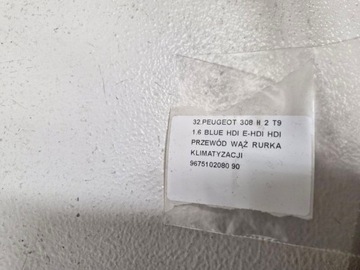 32 PEUGEOT 308 II 2 T9
1.6 BLUE HDI E-HDI HDI
PRZEWÓD WĄŻ RURKA
KLIMATYZACJI
9675102080 90